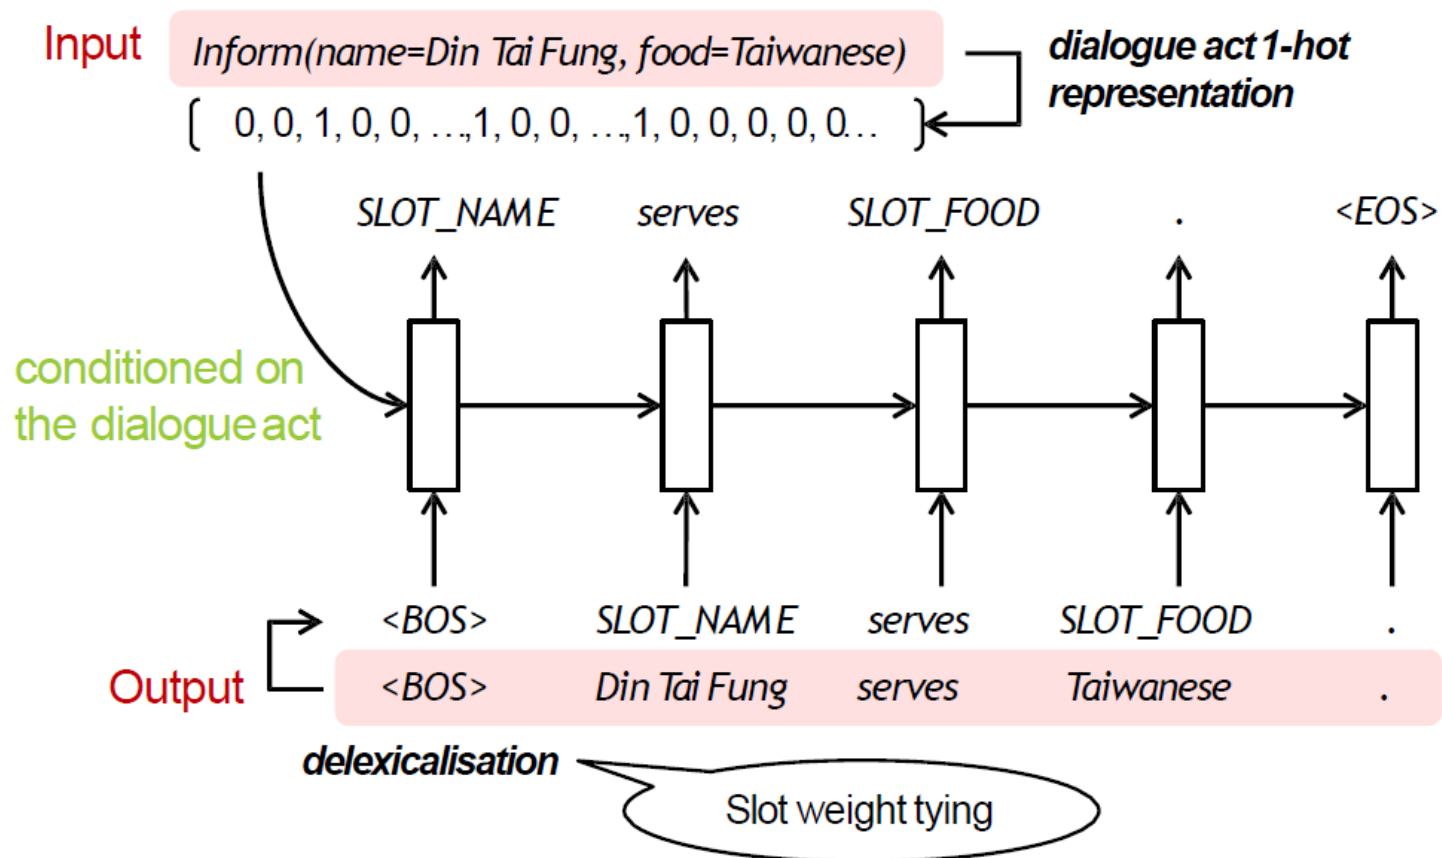 Input
Inform(name=Din Tai Fung, food=Taiwanese)
dialogue act 1-hot
representation
[ 0, 0, 1, 0, 0, …,1, 0, 0, …,1, 0, 0, 0, 0, 0… ]
SLOT_NAME serves SLOT_FOOD . <EOS>
conditioned on
the dialogue act
<BOS> SLOT_NAME serves SLOT_FOOD .
Output
<BOS> Din Tai Fung serves Taiwanese .
delexicalisation
Slot weight tying